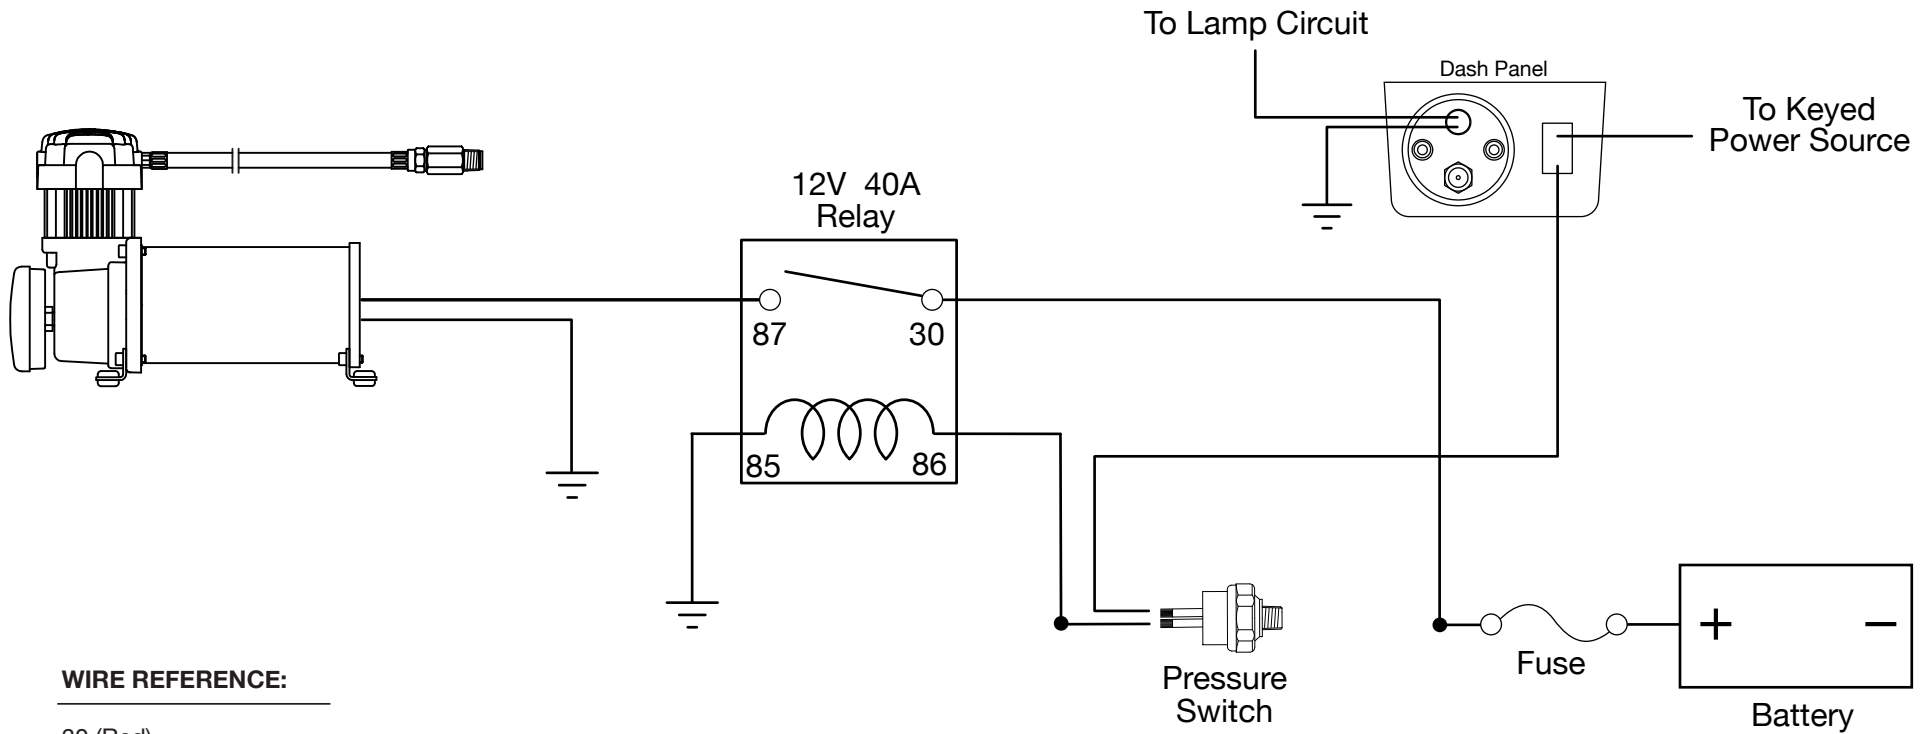 To Lamp Circuit
Dash Panel
To Keyed
Power Source
12V 40A
Relay
87
30
85
86
Pressure
Switch
Fuse
+
−
Battery
WIRE REFERENCE: